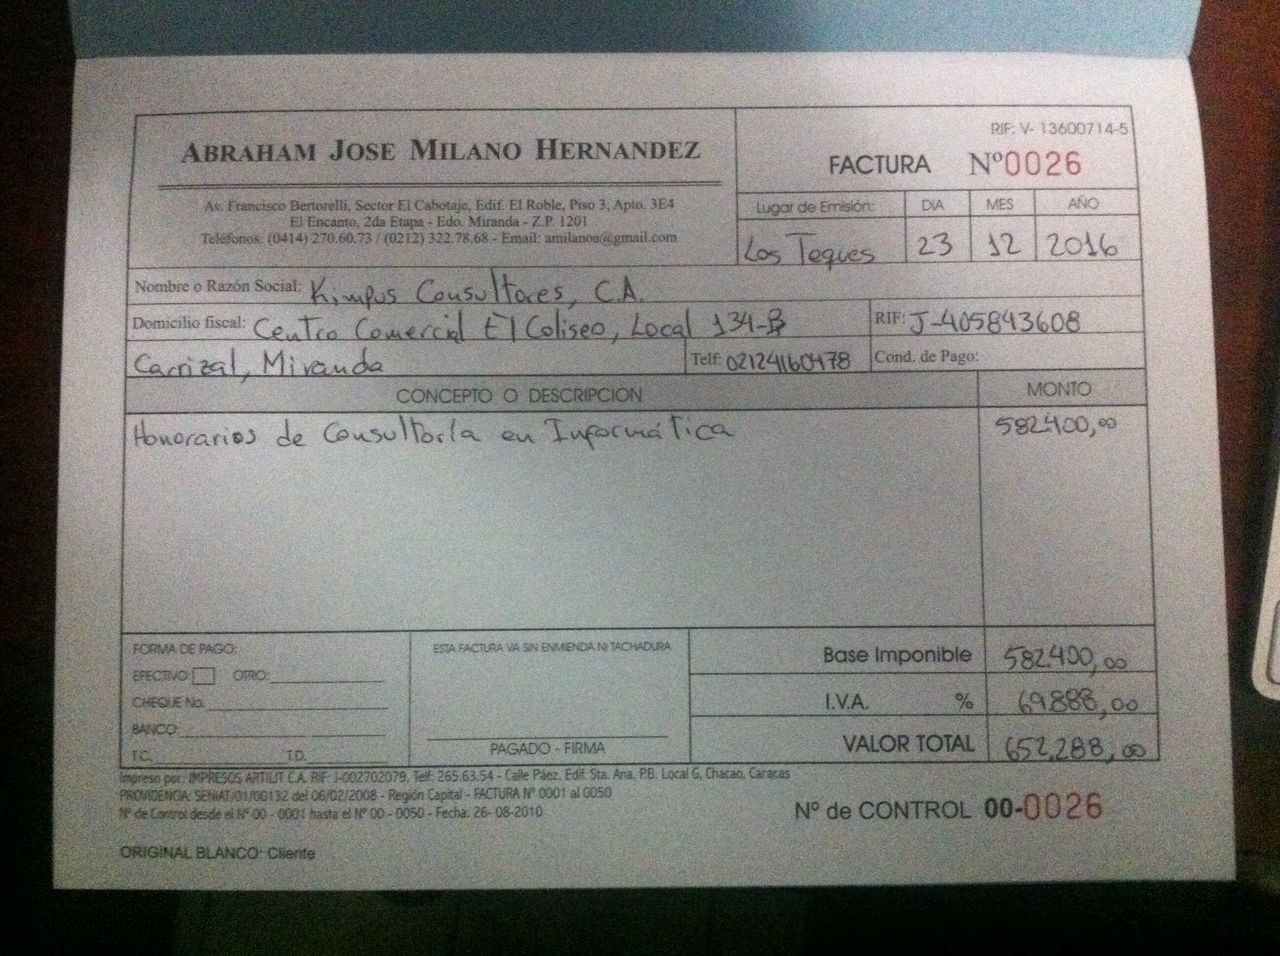 RIF: V- 13600714-5
ABRAHAM JOSE MILANO HERNANDEZ
FACTURA Nº0026
Av. Francisco Bertorelli, Sector El Cabotaje, Edif. El Roble, Piso 3, Apto. 3E4
El Encanto, 2da Etapa - Edo. Miranda - Z.P. 1201
Teléfonos: (0414) 270.60.73 / (0212) 322.78.68 - Email: amilanoa@gmail.com
Lugar de Emisión: DIA MES AÑO
Los Teques 23 12 2016
Nombre o Razón Social: Kimpus Consultores, C.A.
Domicilio fiscal: Centro Comercial El Coliseo, Local 134-B RIF: J-405843608
Carrizal, Miranda Telf: 02124160478 Cond. de Pago:
CONCEPTO O DESCRIPCION MONTO
Honorarios de Consultoría en Informática 582.400,00
FORMA DE PAGO:
EFECTIVO OTRO:
CHEQUE No.
BANCO:
T.C. T.D.
ESTA FACTURA VA SIN ENMIENDA NI TACHADURA
PAGADO - FIRMA
Base Imponible 582.400,00
I.V.A. % 69.888,00
VALOR TOTAL 652.288,00
Impreso por: IMPRESOS ARTILIT C.A. RIF: J-002702079, Telf: 265.63.54 - Calle Páez, Edif. Sta. Ana, P.B. Local G, Chacao, Caracas
PROVIDENCIA: SENIAT/01/00132 del 06/02/2008 - Región Capital - FACTURA Nº 0001 al 0050
Nº de Control desde el Nº 00 - 0001 hasta el Nº 00 - 0050 - Fecha: 26- 08-2010
Nº de CONTROL 00-0026
ORIGINAL BLANCO: Cliente